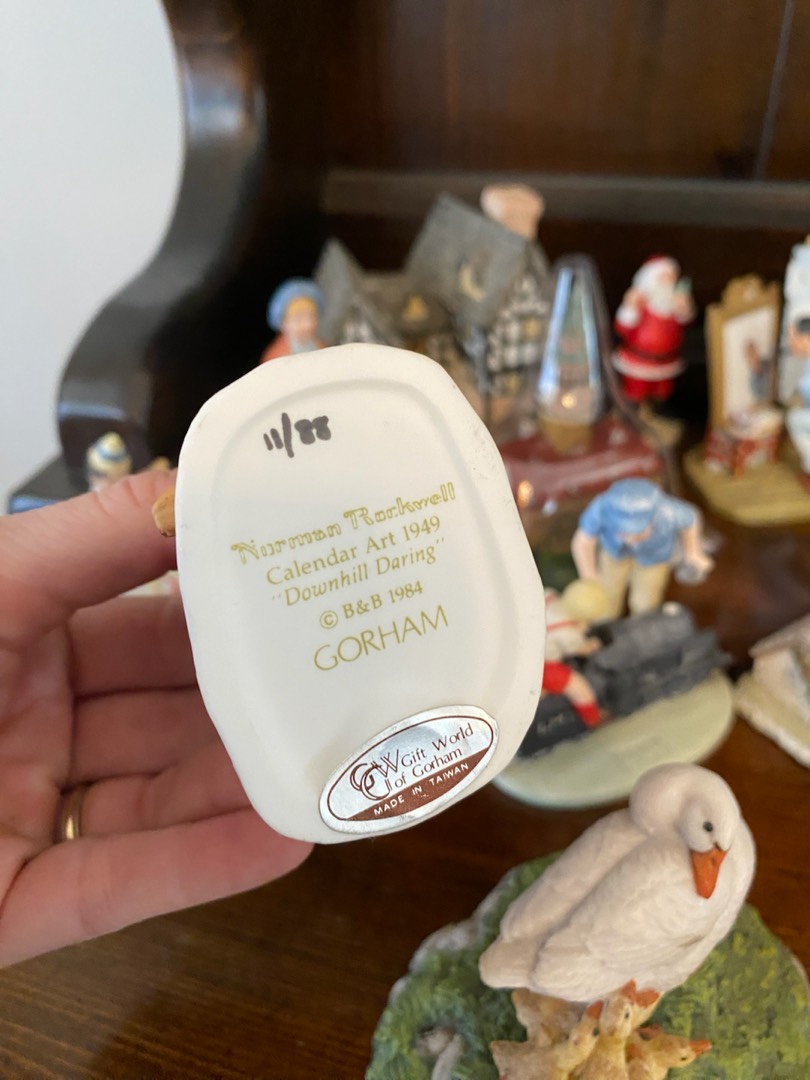 11/88
Norman Rockwell
Calendar Art 1949
"Downhill Daring"
© B&B 1984
GORHAM
GW Gift World
of Gorham
MADE IN TAIWAN